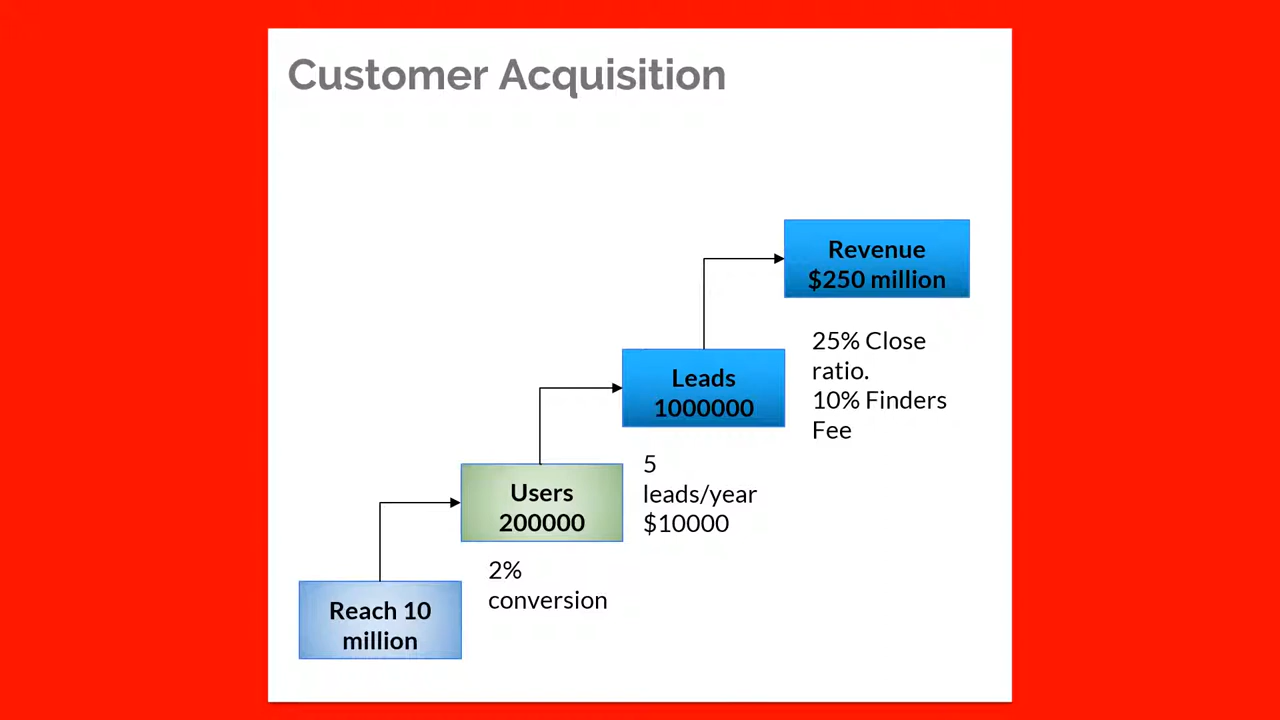 Customer Acquisition
Revenue
$250 million
25% Close
ratio.
10% Finders
Fee
Leads
1000000
5
leads/year
$10000
Users
200000
2%
conversion
Reach 10
million